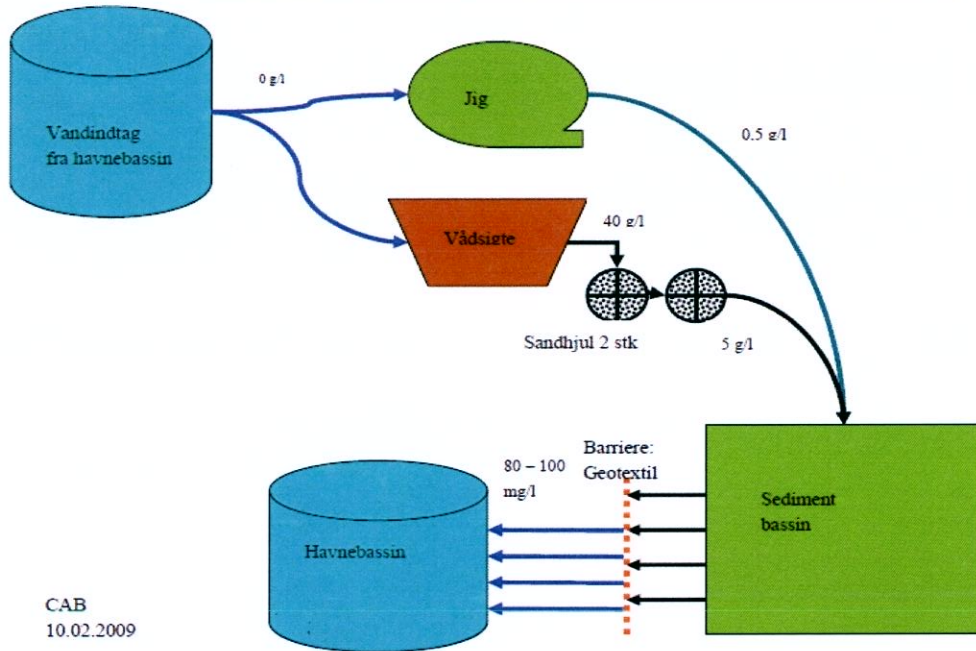 0 g/l
Vandindtag
fra havnebassin
Jig
0.5 g/l
Vådsigte
40 g/l
Sandhjul 2 stk
5 g/l
Barriere:
Geotextil
80 – 100
mg/l
Sediment
bassin
Havnebassin
CAB
10.02.2009